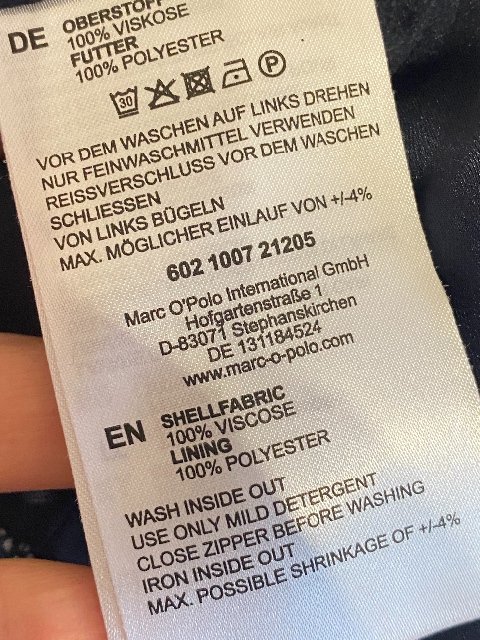 DE OBERSTOFF
100% VISKOSE
FUTTER
100% POLYESTER
30 P
VOR DEM WASCHEN AUF LINKS DREHEN
NUR FEINWASCHMITTEL VERWENDEN
REISSVERSCHLUSS VOR DEM WASCHEN
SCHLIESSEN
VON LINKS BÜGELN
MAX. MÖGLICHER EINLAUF VON +/-4%
602 1007 21205
Marc O'Polo International GmbH
Hofgartenstraße 1
D-83071 Stephanskirchen
DE 131184524
www.marc-o-polo.com
EN SHELLFABRIC
100% VISCOSE
LINING
100% POLYESTER
WASH INSIDE OUT
USE ONLY MILD DETERGENT
CLOSE ZIPPER BEFORE WASHING
IRON INSIDE OUT
MAX. POSSIBLE SHRINKAGE OF +/-4%